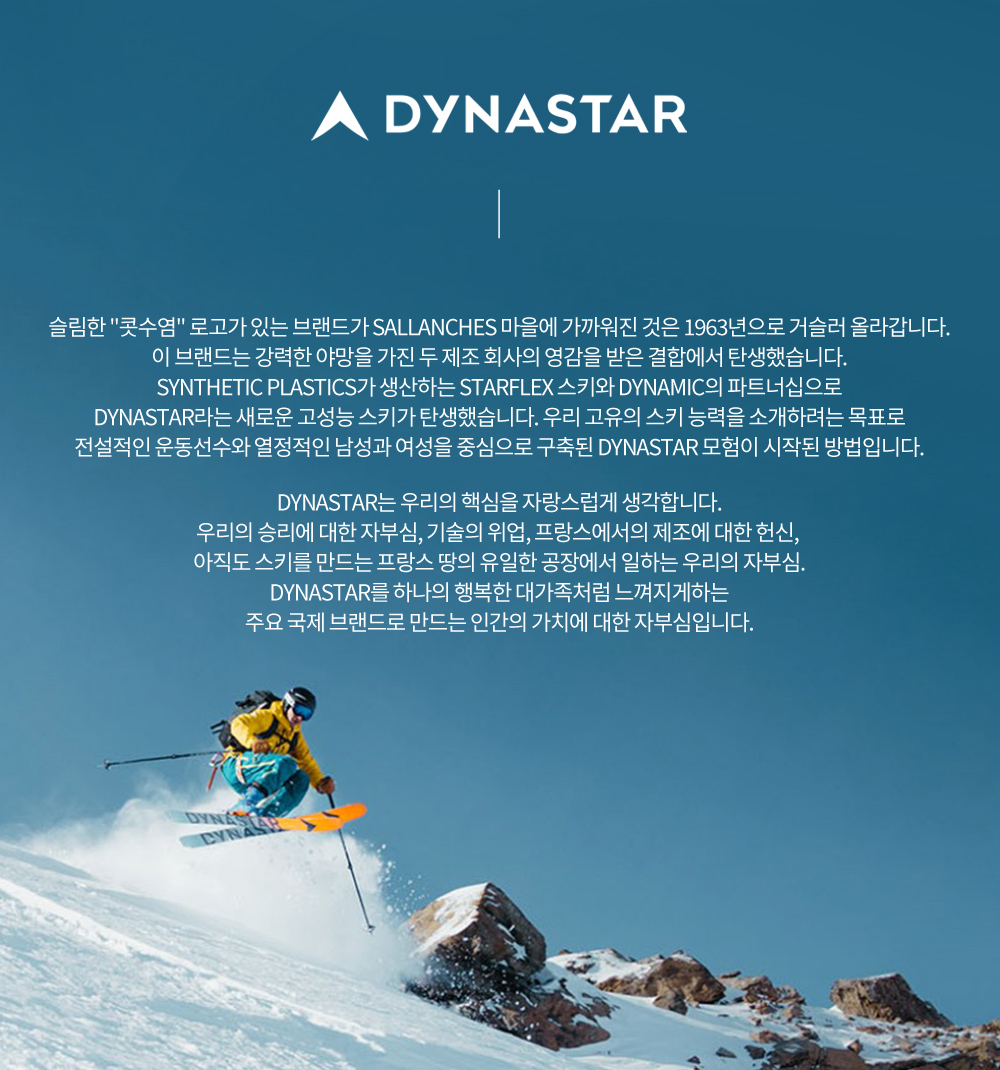 DYNASTAR
슬림한 "콧수염" 로고가 있는 브랜드가 SALLANCHES 마을에 가까워진 것은 1963년으로 거슬러 올라갑니다.
이 브랜드는 강력한 야망을 가진 두 제조 회사의 영감을 받은 결합에서 탄생했습니다.
SYNTHETIC PLASTICS가 생산하는 STARFLEX 스키와 DYNAMIC의 파트너십으로
DYNASTAR라는 새로운 고성능 스키가 탄생했습니다. 우리 고유의 스키 능력을 소개하려는 목표로
전설적인 운동선수와 열정적인 남성과 여성을 중심으로 구축된 DYNASTAR 모험이 시작된 방법입니다.
DYNASTAR는 우리의 핵심을 자랑스럽게 생각합니다.
우리의 승리에 대한 자부심, 기술의 위업, 프랑스에서의 제조에 대한 헌신,
아직도 스키를 만드는 프랑스 땅의 유일한 공장에서 일하는 우리의 자부심.
DYNASTAR를 하나의 행복한 대가족처럼 느껴지게하는
주요 국제 브랜드로 만드는 인간의 가치에 대한 자부심입니다.
DYNASTAR
DYNAST